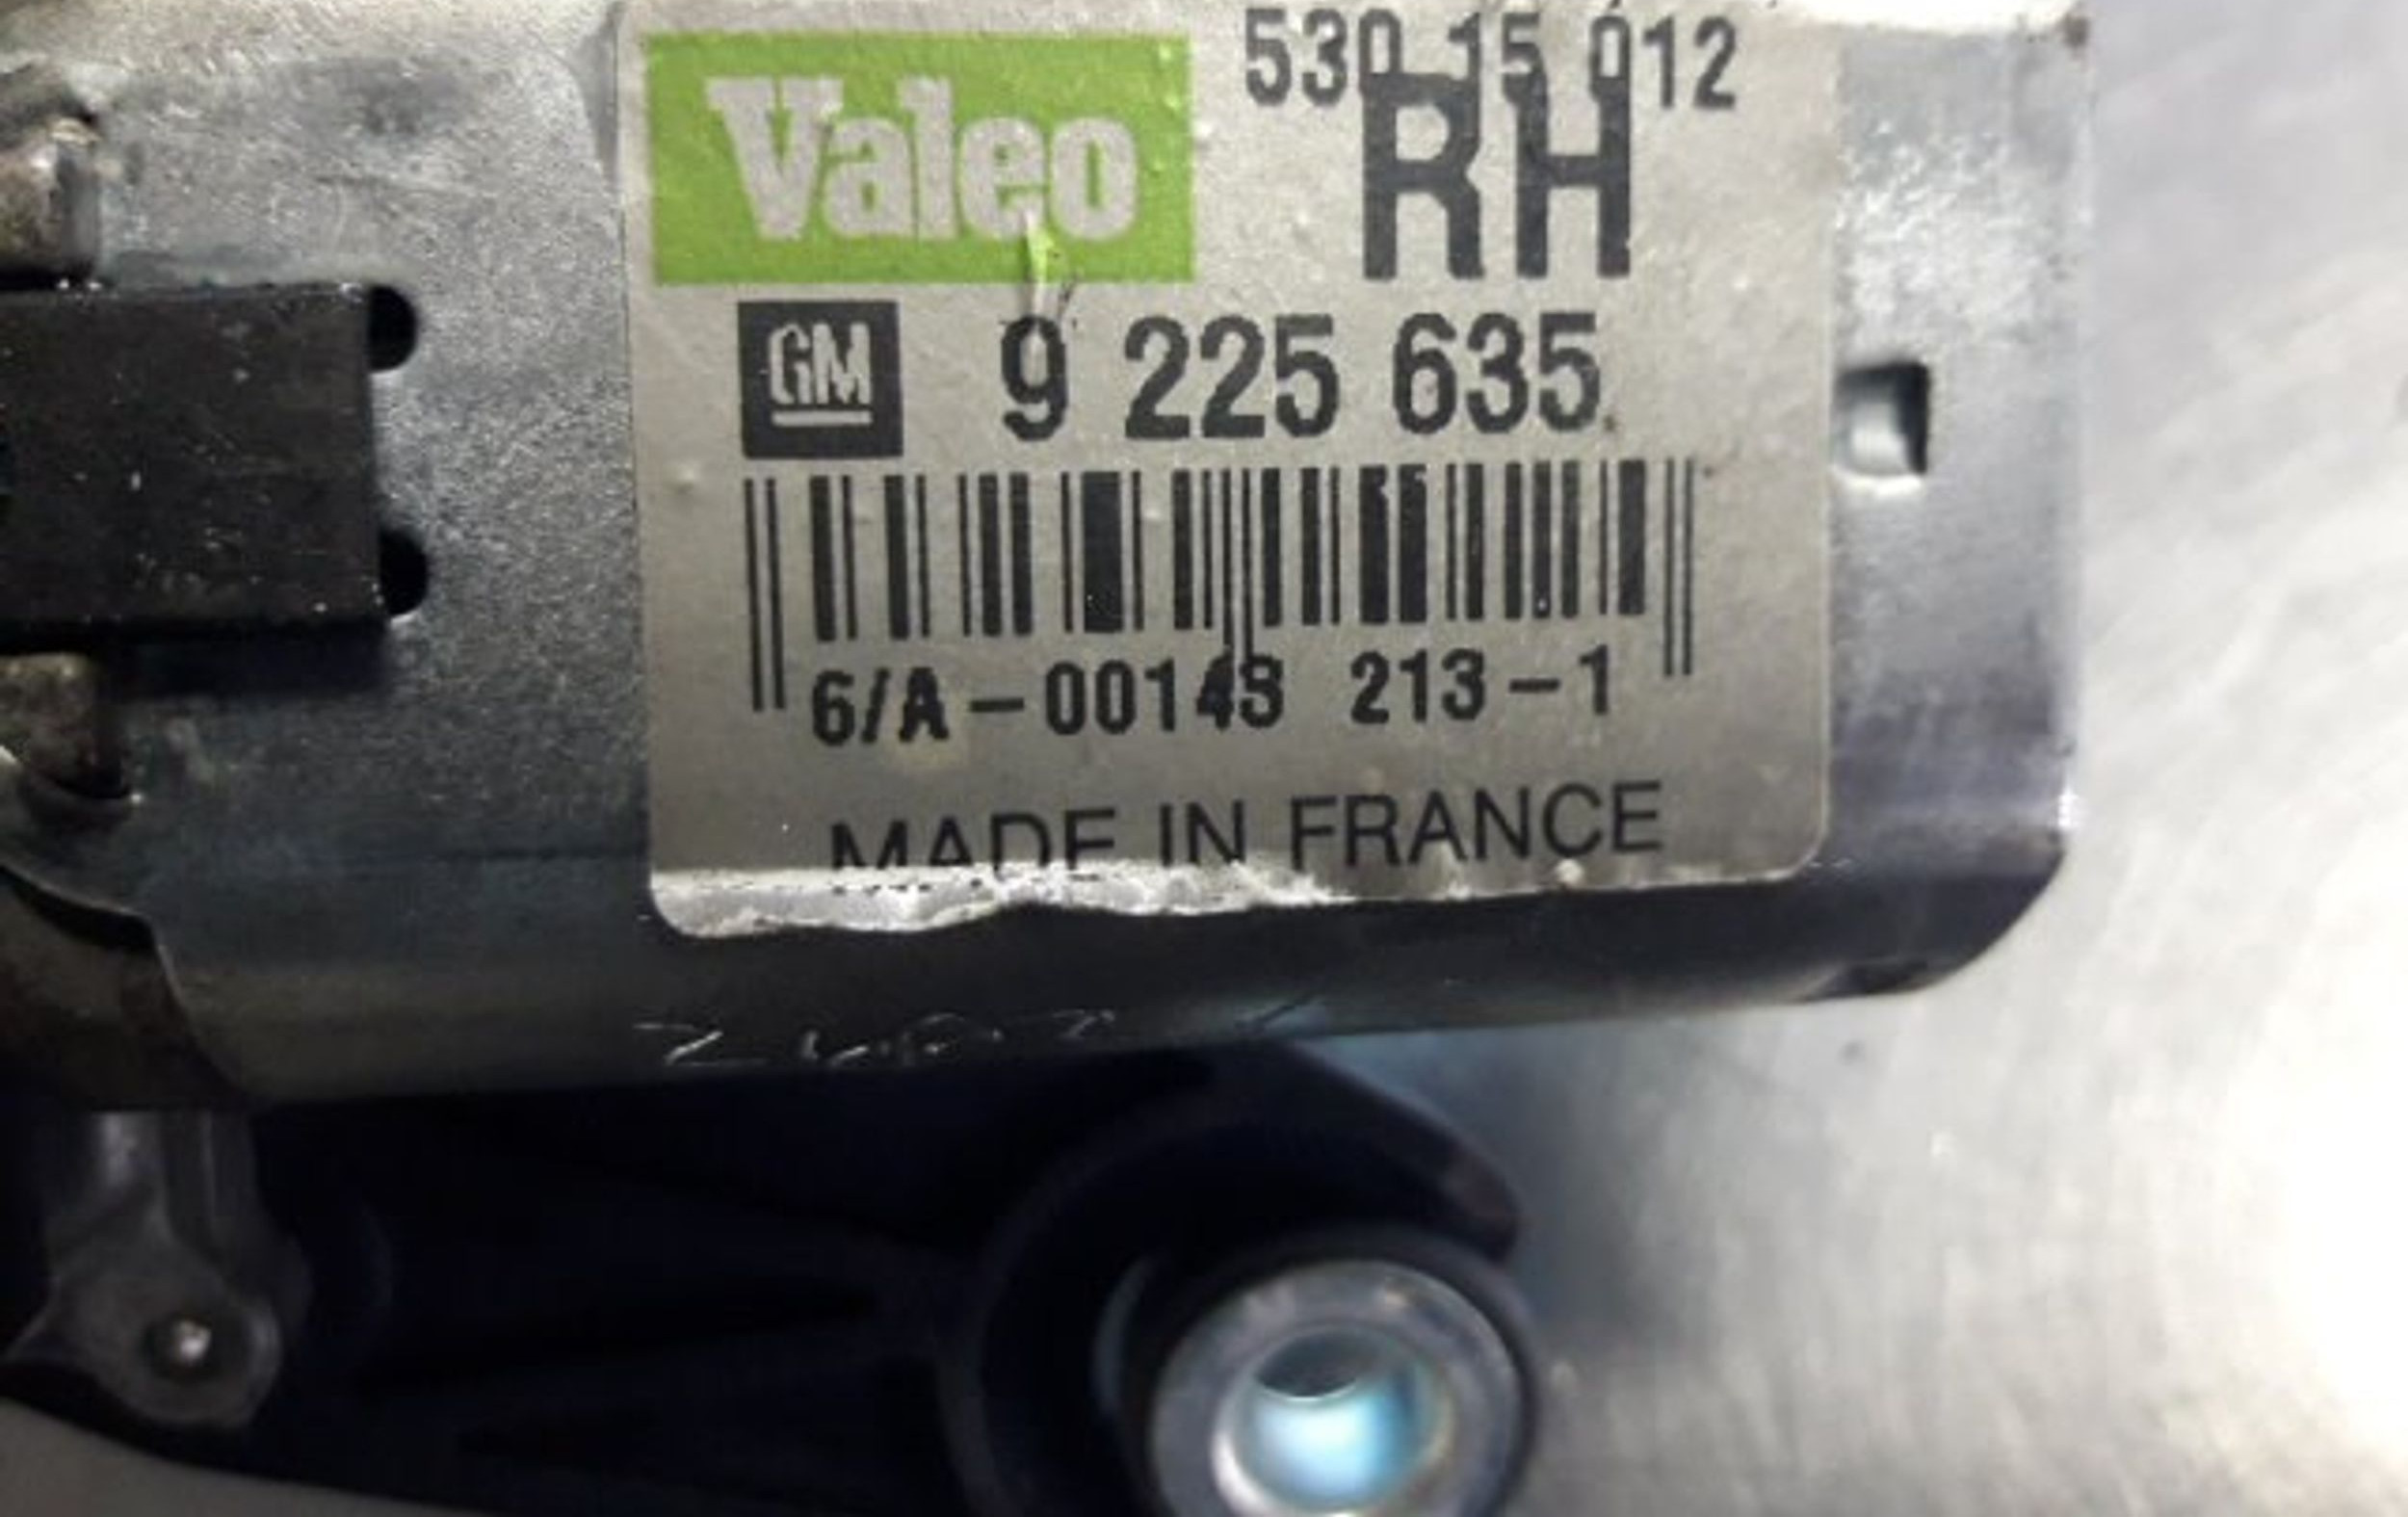 530 15 012
Valeo RH
GM 9 225 635
6/A-00143 213-1
MADE IN FRANCE